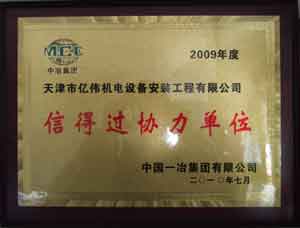 MCC
中冶集团
2009年度
天津市亿伟机电设备安装工程有限公司
信得过协力单位
中国一冶集团有限公司
二〇一〇年七月